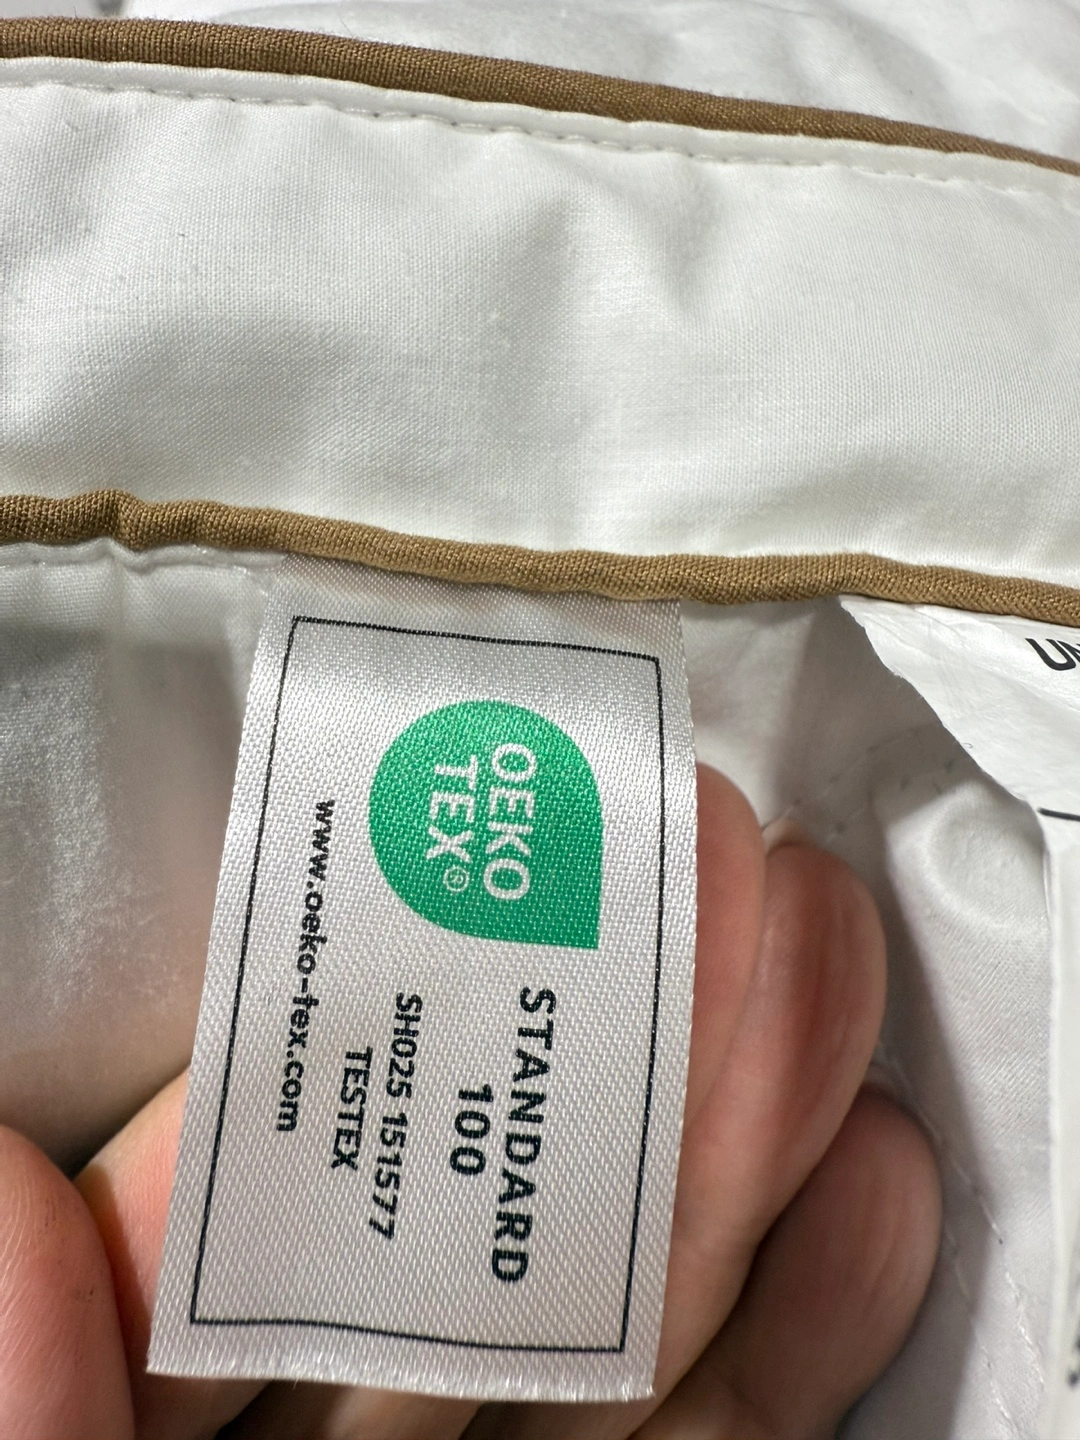 OEKO
TEX®
STANDARD
100
SH025 151577
TESTEX
www.oeko-tex.com